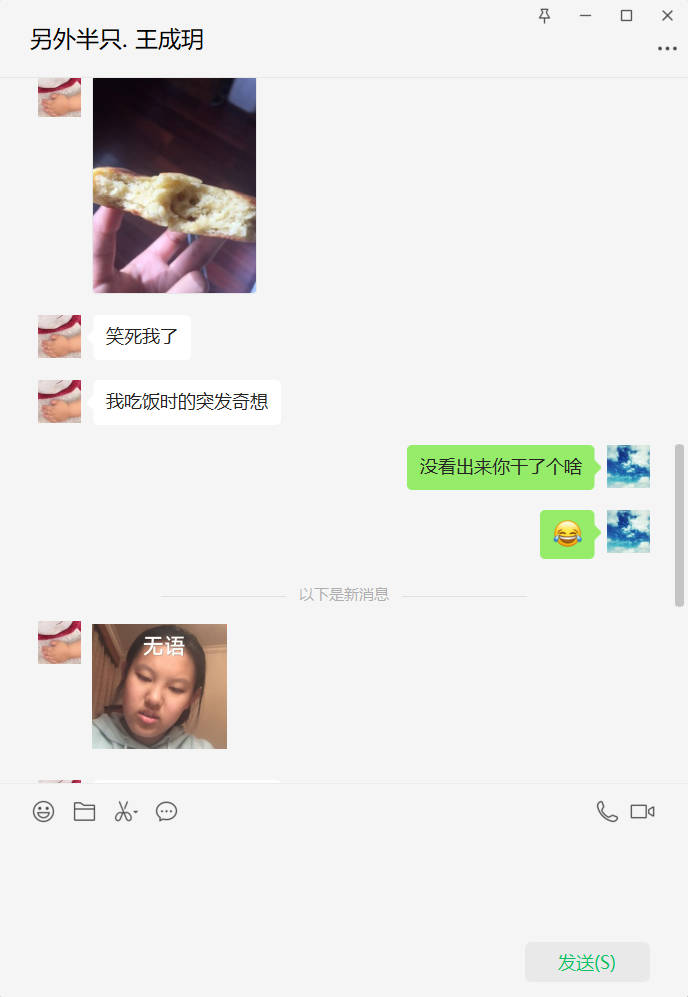 另外半只. 王成玥
笑死我了
我吃饭时的突发奇想
没看出来你干了个啥
以下是新消息
无语
发送(S)